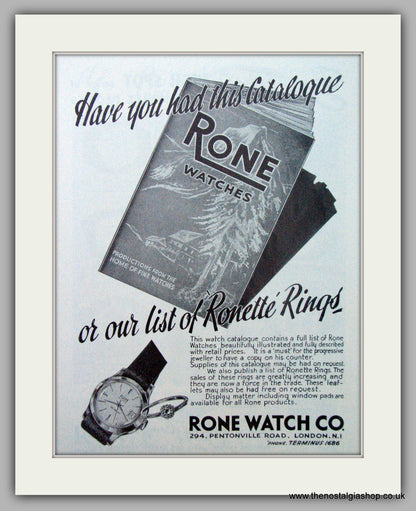 Have you had this Catalogue
RONE
WATCHES
PRODUCTIONS FROM THE
HOME OF FINE WATCHES
or our list of 'Ronette' Rings
This watch catalogue contains a full list of Rone
Watches beautifully illustrated and fully described
with retail prices. It is a 'must' for the progressive
jeweller to have a copy on his counter.
Supplies of this catalogue may be had on request.
We also publish a list of Ronette Rings. The
sales of these rings are greatly increasing and
they are now a force in the trade. These leaf-
lets may also be had free on request.
Display matter including window pads are
available for all Rone products.
RONE WATCH CO.
294, PENTONVILLE ROAD, LONDON, N.1
'PHONE: TERMINUS 1686
www.thenostalgiashop.co.uk